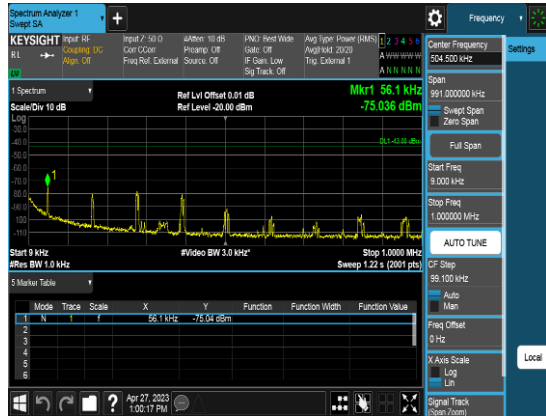 Spectrum Analyzer 1
Swept SA
+
Frequency
KEYSIGHT
Input: RF
Coupling: DC
Align: Off
Input Z: 50 Ω
Corr CCorr
Freq Ref: External
#Atten: 10 dB
Preamp: Off
Source: Off
PNO: Best Wide
Gate: Off
IF Gain: Low
Sig Track: Off
Avg Type: Power (RMS)
Avg|Hold: 20/20
Trig: External 1
1 2 3 4 5 6
A W W W W W
A N N N N N
RL
LV
1 Spectrum
Scale/Div 10 dB
Ref Lvl Offset 0.01 dB
Ref Level -20.00 dBm
Mkr1 56.1 kHz
-75.036 dBm
Log
-30.0
-40.0
-50.0
-60.0
-70.0
-80.0
-90.0
-100
-110
1
DL1 -43.00 dBm
Start 9 kHz
#Res BW 1.0 kHz
#Video BW 3.0 kHz*
Stop 1.0000 MHz
Sweep 1.22 s (2001 pts)
5 Marker Table
Mode Trace Scale X Y Function Function Width Function Value
1 N 1 f 56.1 kHz -75.04 dBm
2
3
4
5
6
Apr 27, 2023
1:00:17 PM
Center Frequency
504.500 kHz
Settings
Span
991.000000 kHz
Swept Span
Zero Span
Full Span
Start Freq
9.000 kHz
Stop Freq
1.000000 MHz
AUTO TUNE
CF Step
99.100 kHz
Auto
Man
Freq Offset
0 Hz
X Axis Scale
Log
Lin
Local
Signal Track
(Span Zoom)